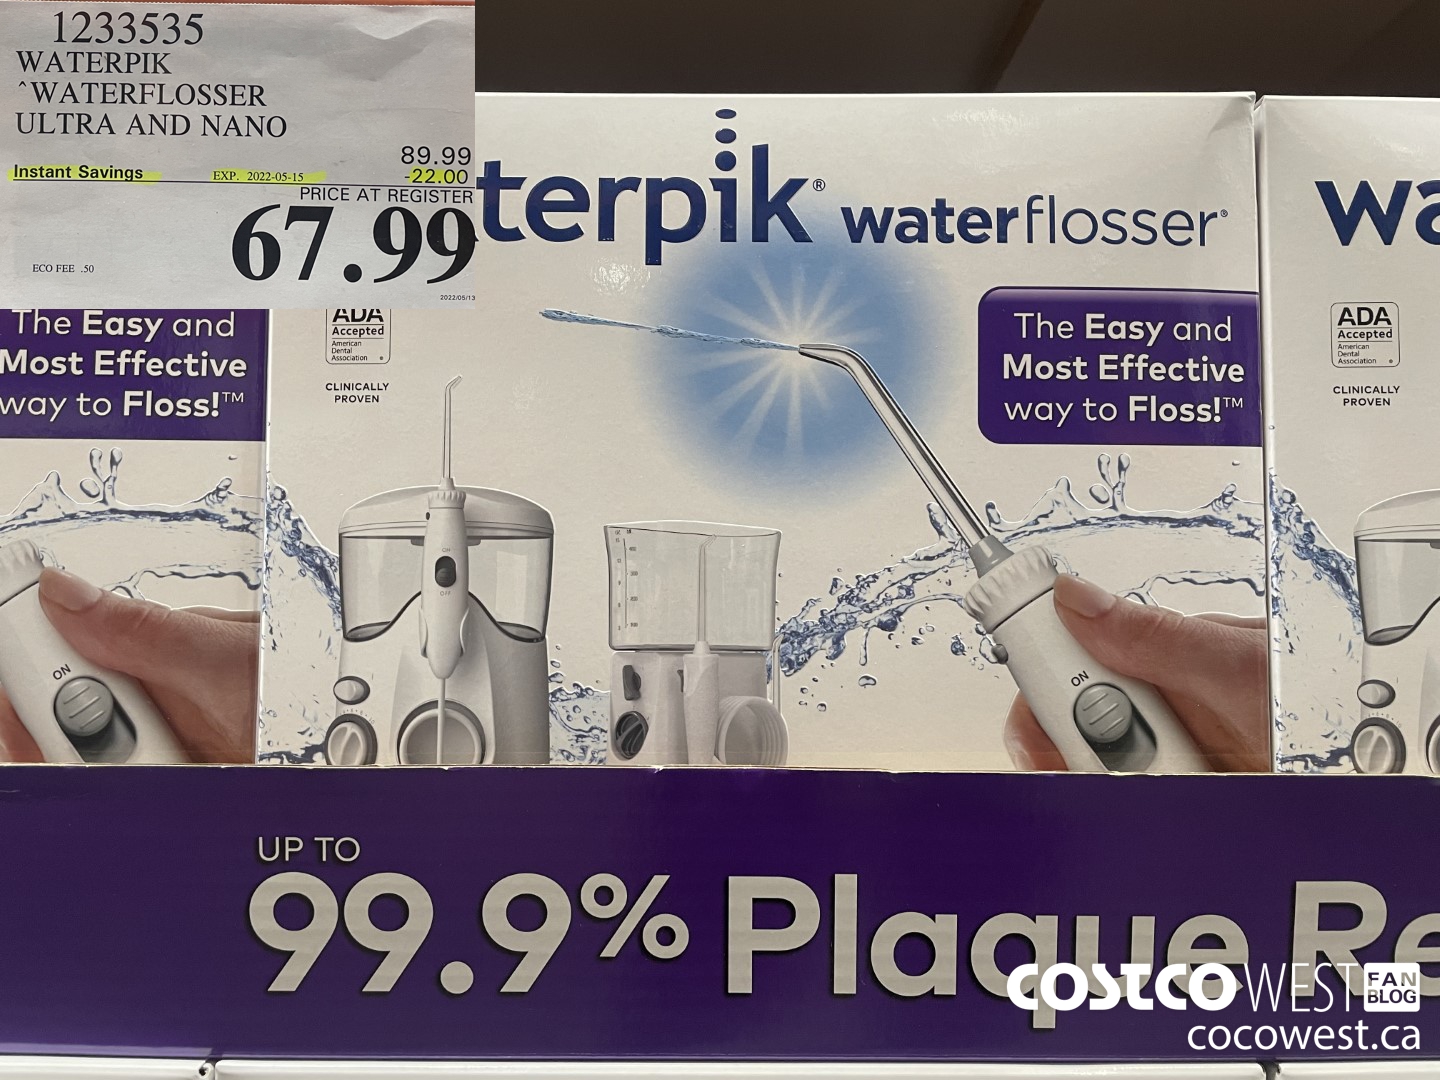 1233535
WATERPIK
^WATERFLOSSER
ULTRA AND NANO
89.99
Instant Savings EXP. 2022-05-15 -22.00
PRICE AT REGISTER
67.99
ECO FEE .50
2022/05/13
terpik® waterflosser®
wa
The Easy and
Most Effective
way to Floss!™
ADA
Accepted
American
Dental
Association ®
CLINICALLY
PROVEN
The Easy and
Most Effective
way to Floss!™
ADA
Accepted
American
Dental
Association ®
CLINICALLY
PROVEN
ON
OFF
ON
ON
UP TO
99.9% Plaque Re
COSTCO WEST FAN BLOG
cocowest.ca